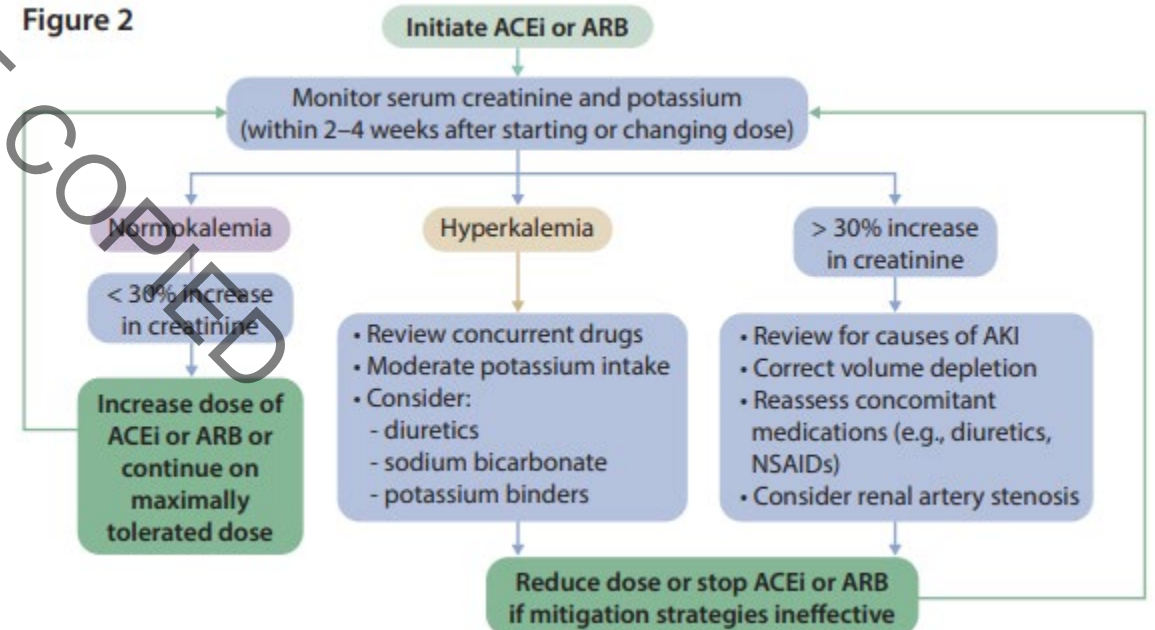 Figure 2
Initiate ACEi or ARB
Monitor serum creatinine and potassium
(within 2–4 weeks after starting or changing dose)
Normokalemia
< 30% increase
in creatinine
Increase dose of
ACEi or ARB or
continue on
maximally
tolerated dose
Hyperkalemia
• Review concurrent drugs
• Moderate potassium intake
• Consider:
- diuretics
- sodium bicarbonate
- potassium binders
> 30% increase
in creatinine
• Review for causes of AKI
• Correct volume depletion
• Reassess concomitant
medications (e.g., diuretics,
NSAIDs)
• Consider renal artery stenosis
Reduce dose or stop ACEi or ARB
if mitigation strategies ineffective
COPIED